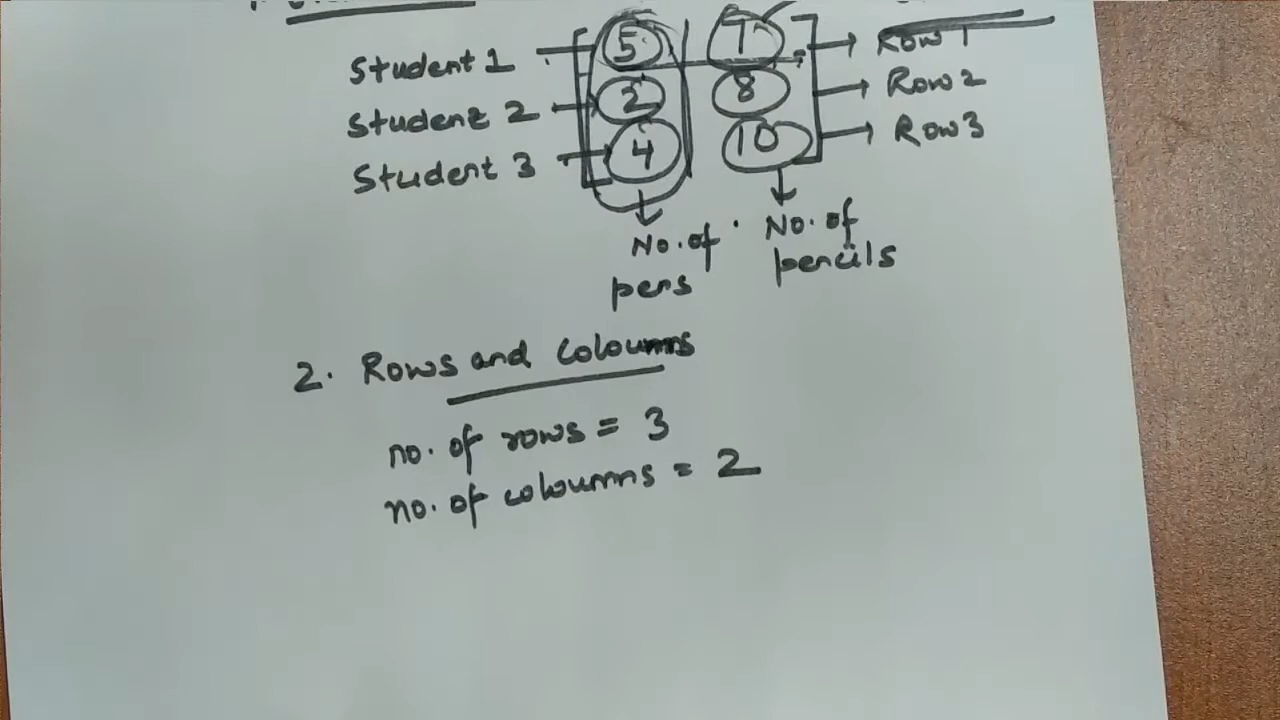 Student 1 5 7 Row 1
Student 2 2 8 Row 2
Student 3 4 10 Row 3
No. of No. of
pens pencils
2. Rows and coloumns
no. of rows = 3
no. of coloumns = 2